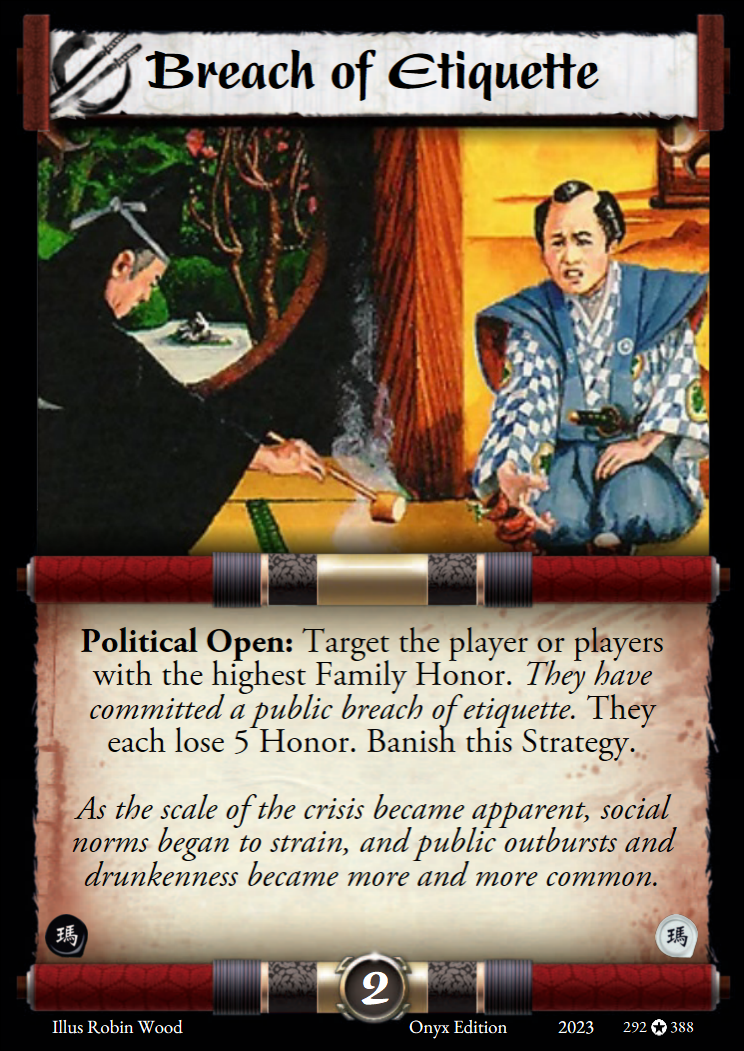 Breach of Etiquette
Political Open: Target the player or players
with the highest Family Honor. They have
committed a public breach of etiquette. They
each lose 5 Honor. Banish this Strategy.
As the scale of the crisis became apparent, social
norms began to strain, and public outbursts and
drunkenness became more and more common.
瑪 瑪
2
Illus Robin Wood Onyx Edition 2023 292 388